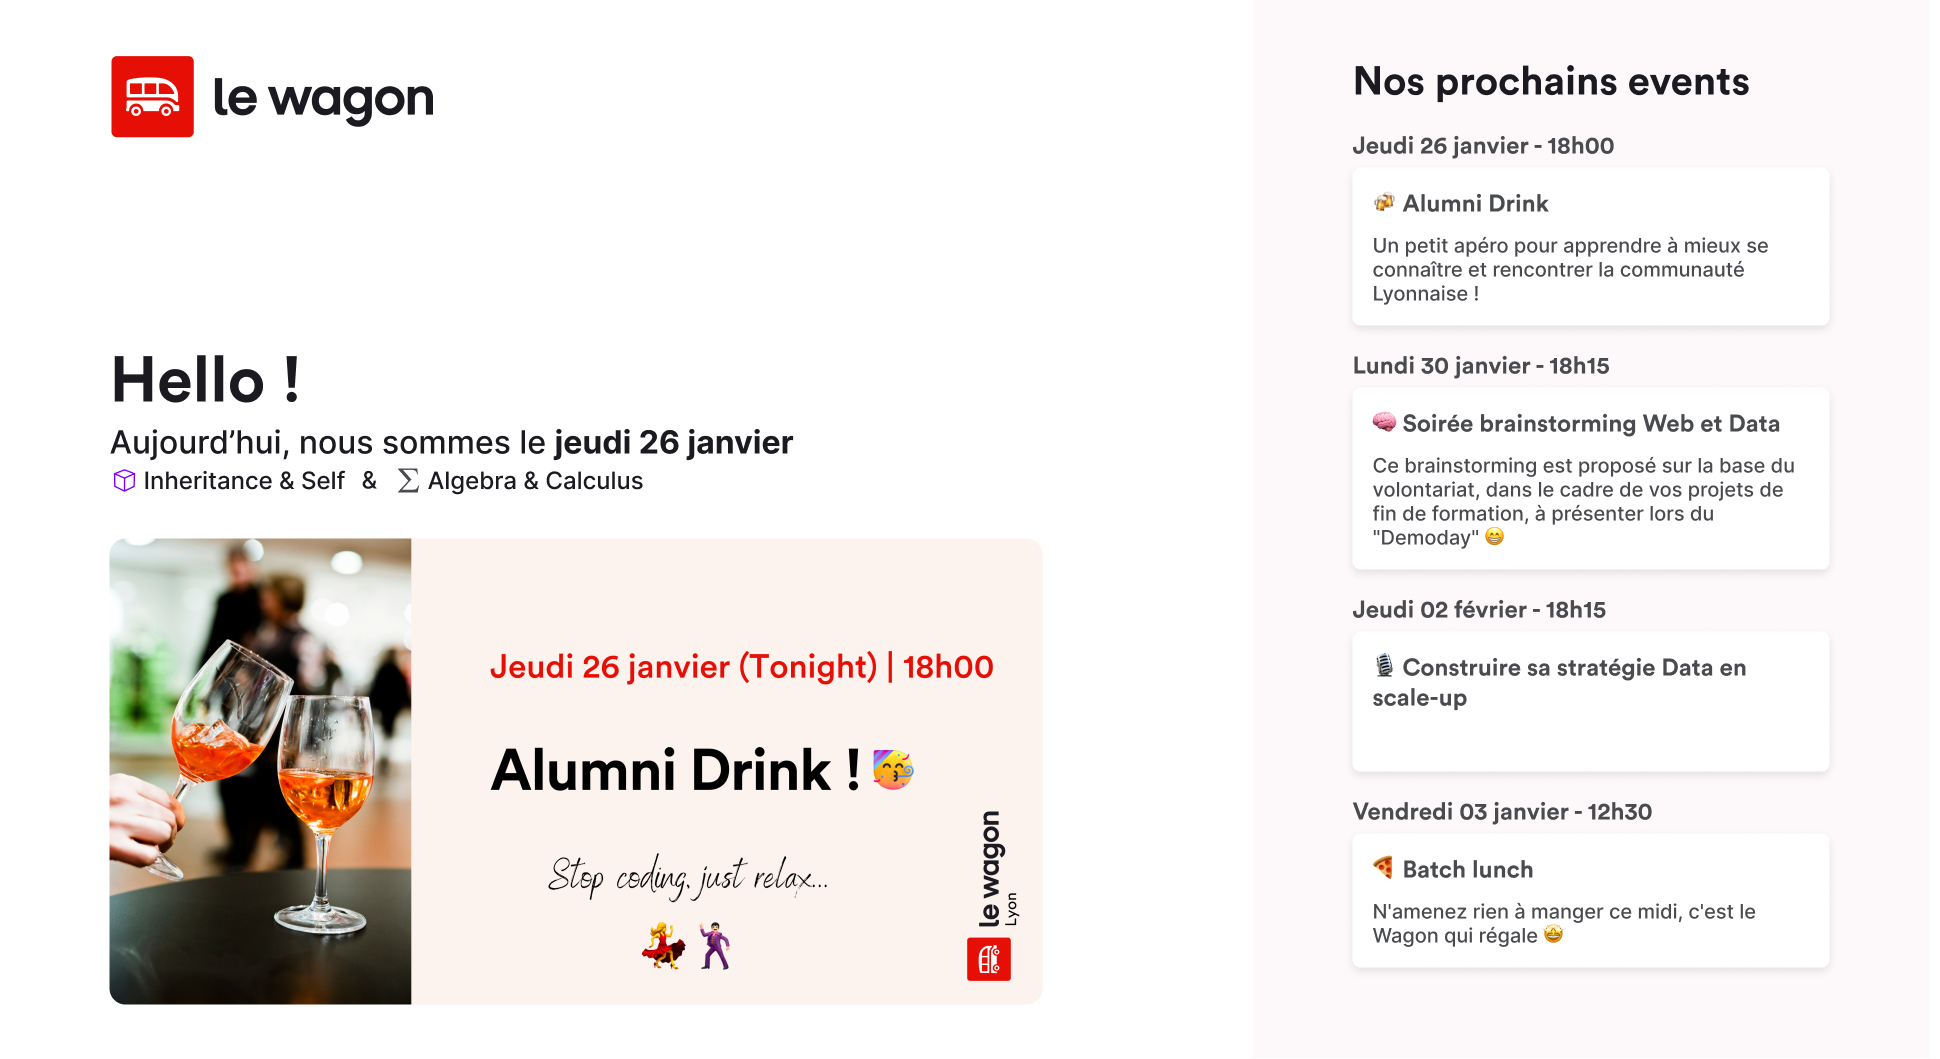 le wagon
Hello !
Aujourd’hui, nous sommes le jeudi 26 janvier
Inheritance & Self & Algebra & Calculus
Jeudi 26 janvier (Tonight) | 18h00
Alumni Drink ! 🥳
Stop coding, just relax...
💃 🕺
le wagon
Lyon
Nos prochains events
Jeudi 26 janvier - 18h00
🍻 Alumni Drink
Un petit apéro pour apprendre à mieux se
connaître et rencontrer la communauté
Lyonnaise !
Lundi 30 janvier - 18h15
🧠 Soirée brainstorming Web et Data
Ce brainstorming est proposé sur la base du
volontariat, dans le cadre de vos projets de
fin de formation, à présenter lors du
"Demoday" 😁
Jeudi 02 février - 18h15
🎙 Construire sa stratégie Data en
scale-up
Vendredi 03 janvier - 12h30
🍕 Batch lunch
N'amenez rien à manger ce midi, c'est le
Wagon qui régale 🤩